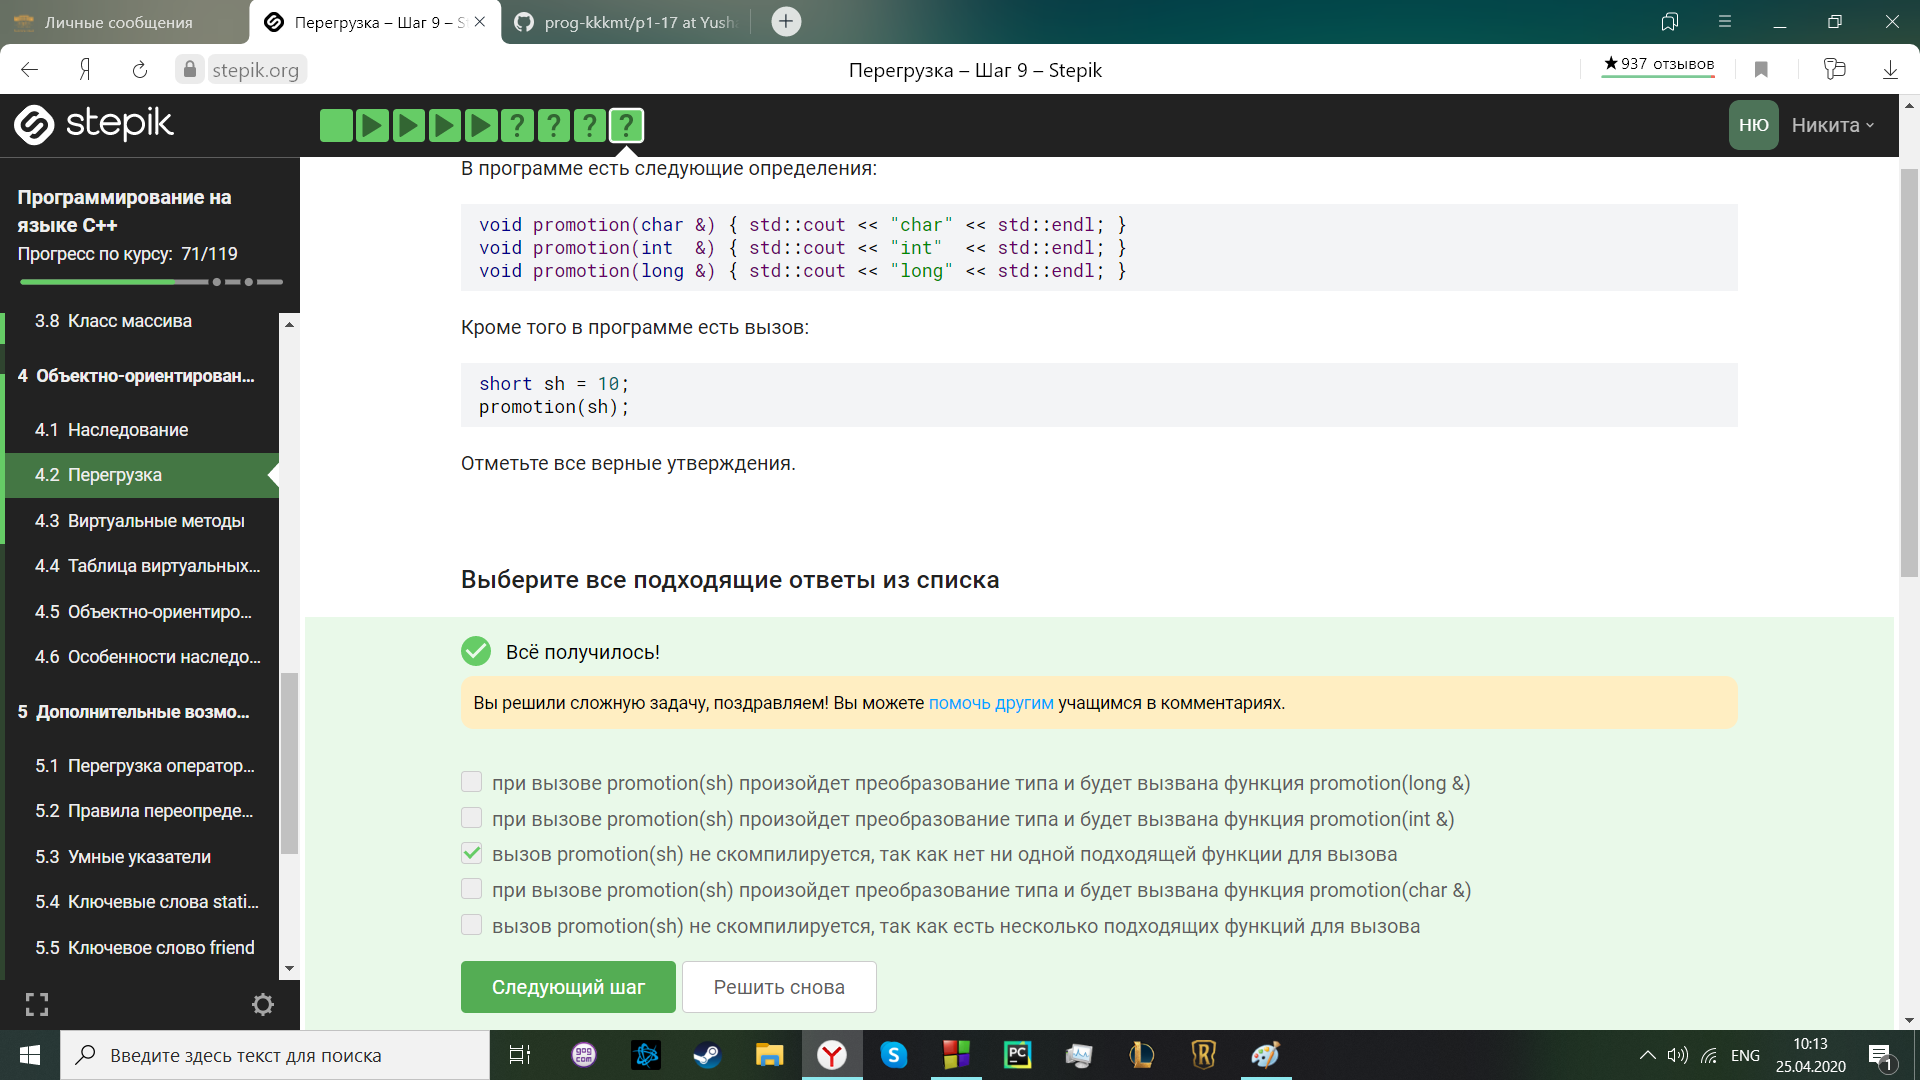 Личные сообщения
Перегрузка – Шаг 9 – S
prog-kkkmt/p1-17 at Yush
stepik.org
Перегрузка – Шаг 9 – Stepik
★937 отзывов
stepik
НЮ
Никита
Программирование на
языке C++
Прогресс по курсу: 71/119
3.8 Класс массива
4 Объектно-ориентирован...
4.1 Наследование
4.2 Перегрузка
4.3 Виртуальные методы
4.4 Таблица виртуальных...
4.5 Объектно-ориентиро...
4.6 Особенности наследо...
5 Дополнительные возмо...
5.1 Перегрузка оператор...
5.2 Правила переопреде...
5.3 Умные указатели
5.4 Ключевые слова stati...
5.5 Ключевое слово friend
В программе есть следующие определения:
void promotion(char &) { std::cout << "char" << std::endl; }
void promotion(int  &) { std::cout << "int"  << std::endl; }
void promotion(long &) { std::cout << "long" << std::endl; }
Кроме того в программе есть вызов:
short sh = 10;
promotion(sh);
Отметьте все верные утверждения.
Выберите все подходящие ответы из списка
Всё получилось!
Вы решили сложную задачу, поздравляем! Вы можете помочь другим учащимся в комментариях.
при вызове promotion(sh) произойдет преобразование типа и будет вызвана функция promotion(long &)
при вызове promotion(sh) произойдет преобразование типа и будет вызвана функция promotion(int &)
вызов promotion(sh) не скомпилируется, так как нет ни одной подходящей функции для вызова
при вызове promotion(sh) произойдет преобразование типа и будет вызвана функция promotion(char &)
вызов promotion(sh) не скомпилируется, так как есть несколько подходящих функций для вызова
Следующий шаг
Решить снова
Введите здесь текст для поиска
gog
com
PC
ENG
10:13
25.04.2020
1